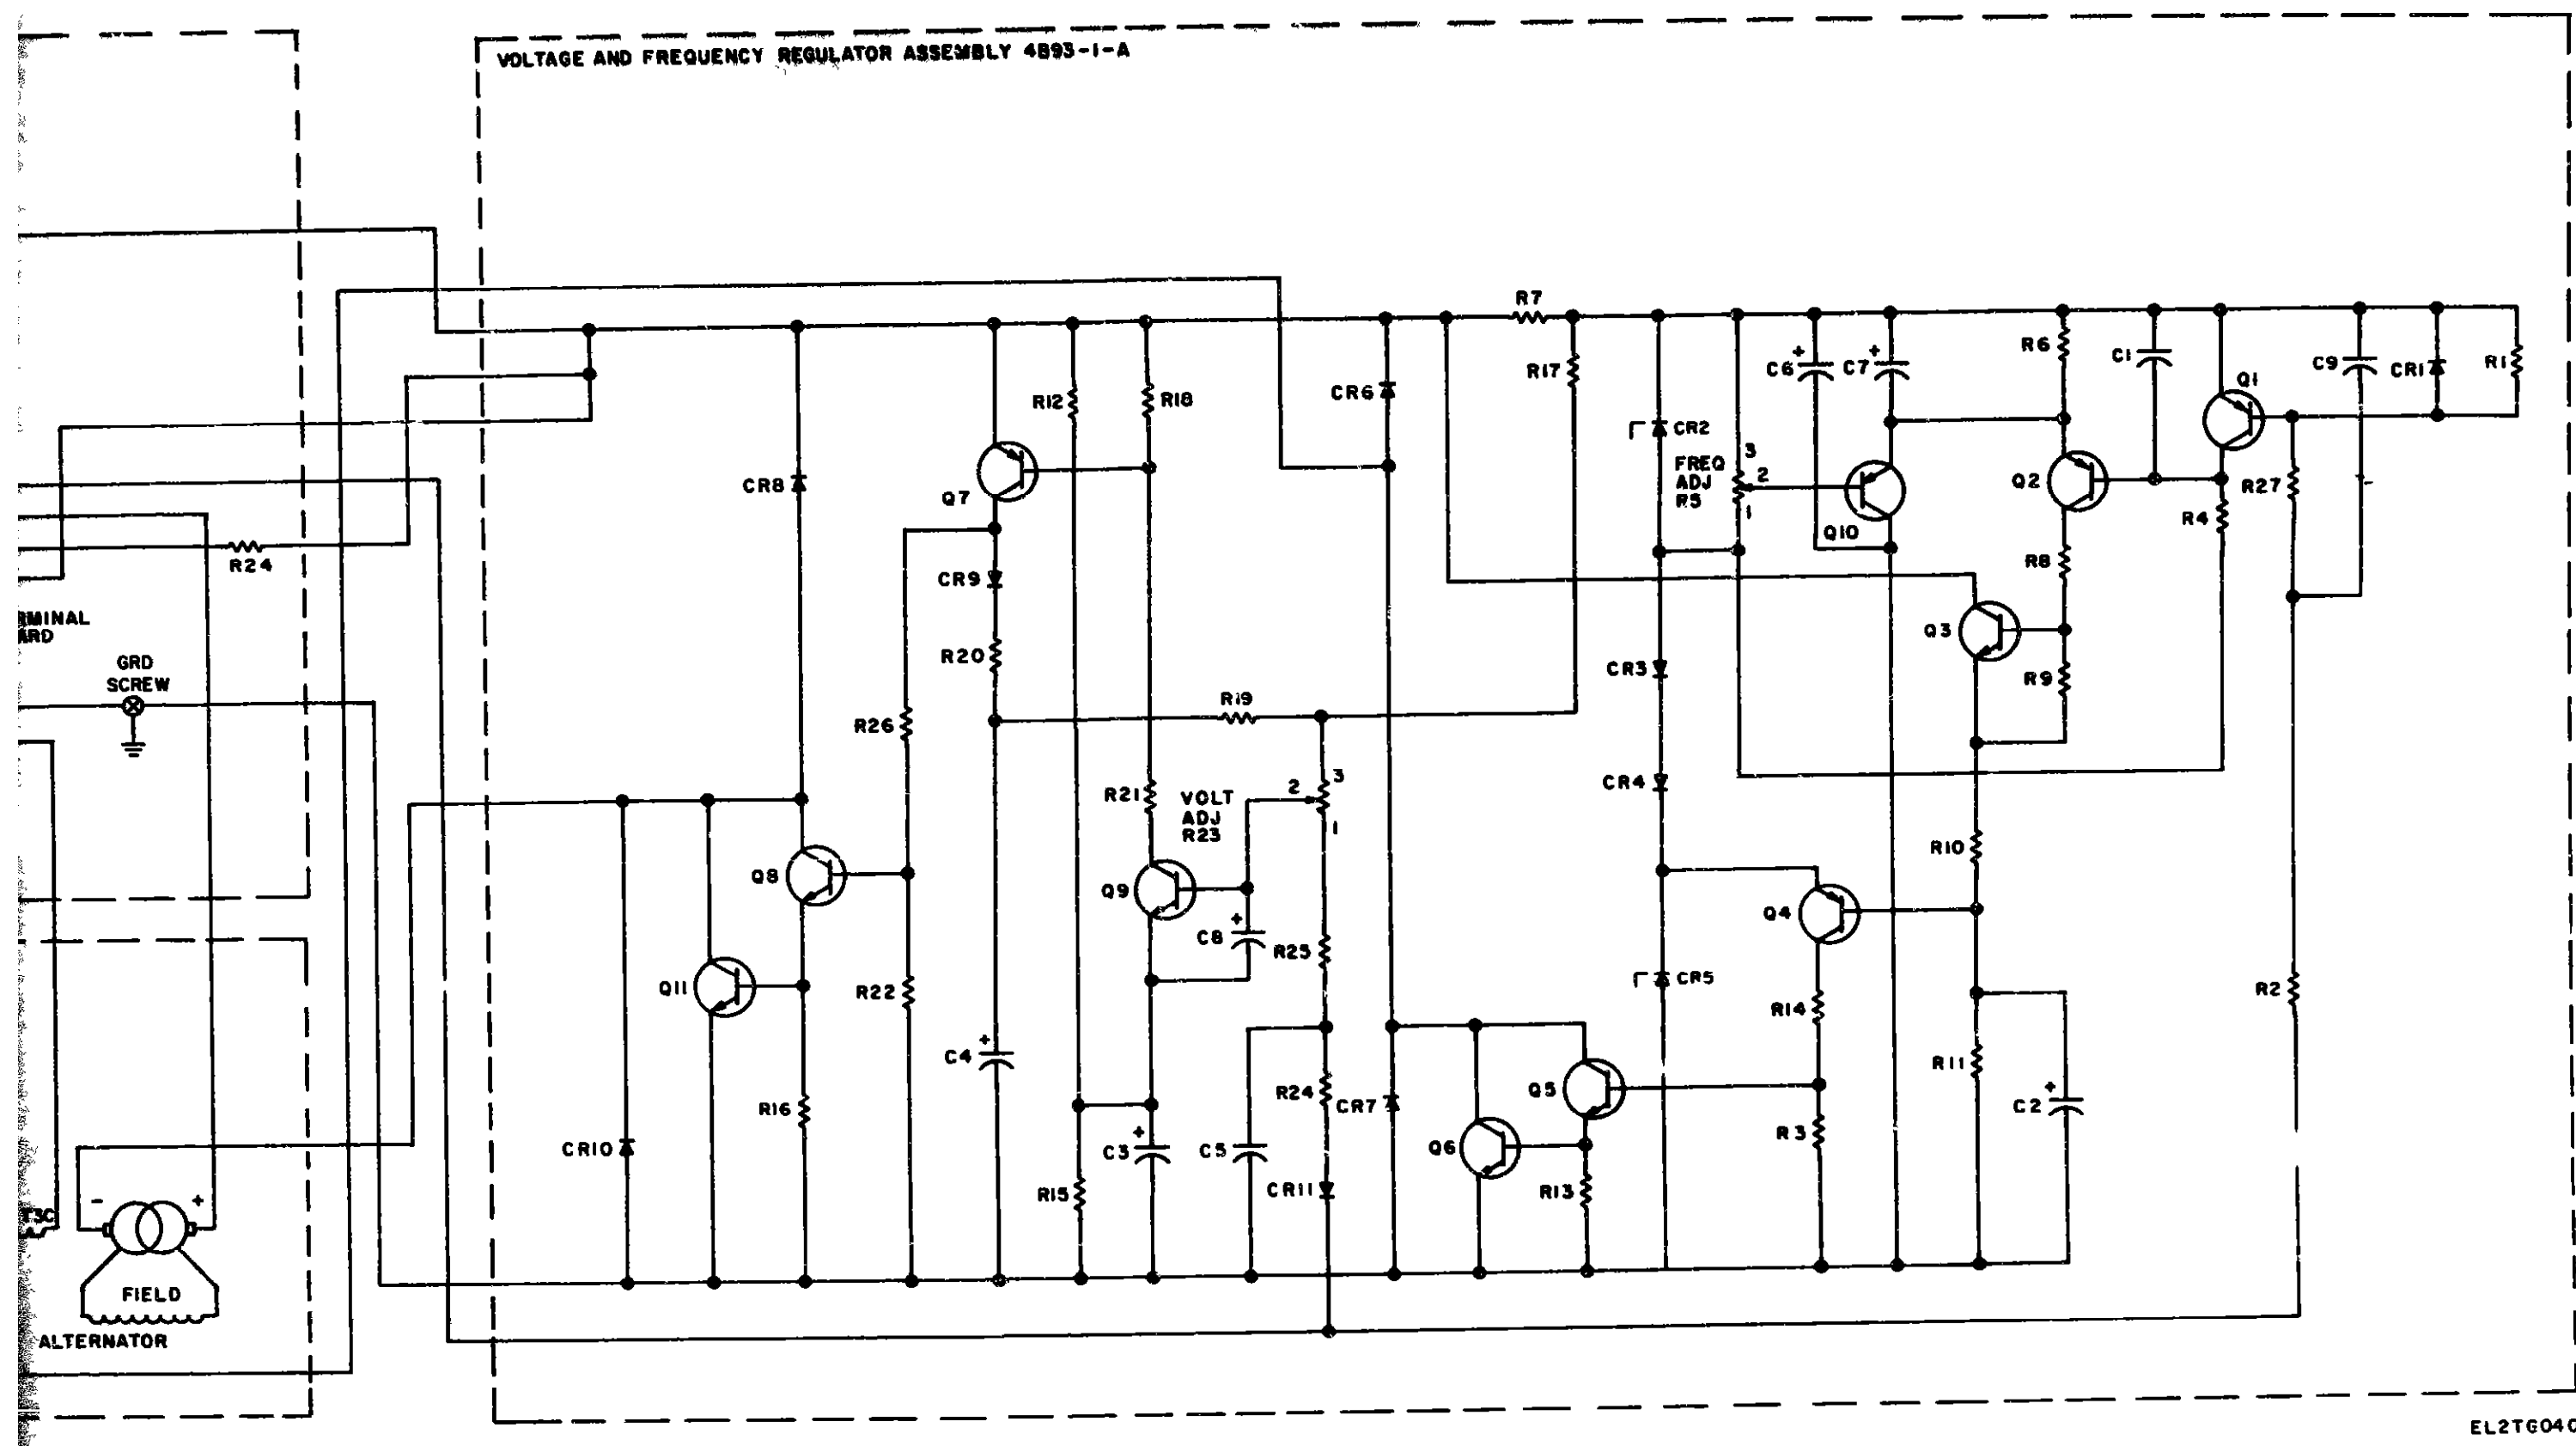 VOLTAGE AND FREQUENCY REGULATOR ASSEMBLY 4B93-1-A
R7
R6
C1
Q1
C9
CR1
R1
+
C6
+
C7
R17
CR6
R12
R18
CR2
3
FREQ
ADJ
R5
2
1
Q10
Q2
R4
R27
CR8
Q7
R24
CR9
R8
RMINAL
ARD
GRD
SCREW
R20
Q3
CR3
R9
R19
R26
CR4
R21
VOLT
ADJ
R23
2
3
1
R10
Q8
Q9
Q4
+
C8
R25
CR5
Q11
R22
R14
R2
+
C4
R24
CR7
Q5
R11
+
C2
R16
R3
CR10
+
C3
C5
Q6
R15
CR11
R13
-
+
FIELD
ALTERNATOR
EL2TG040